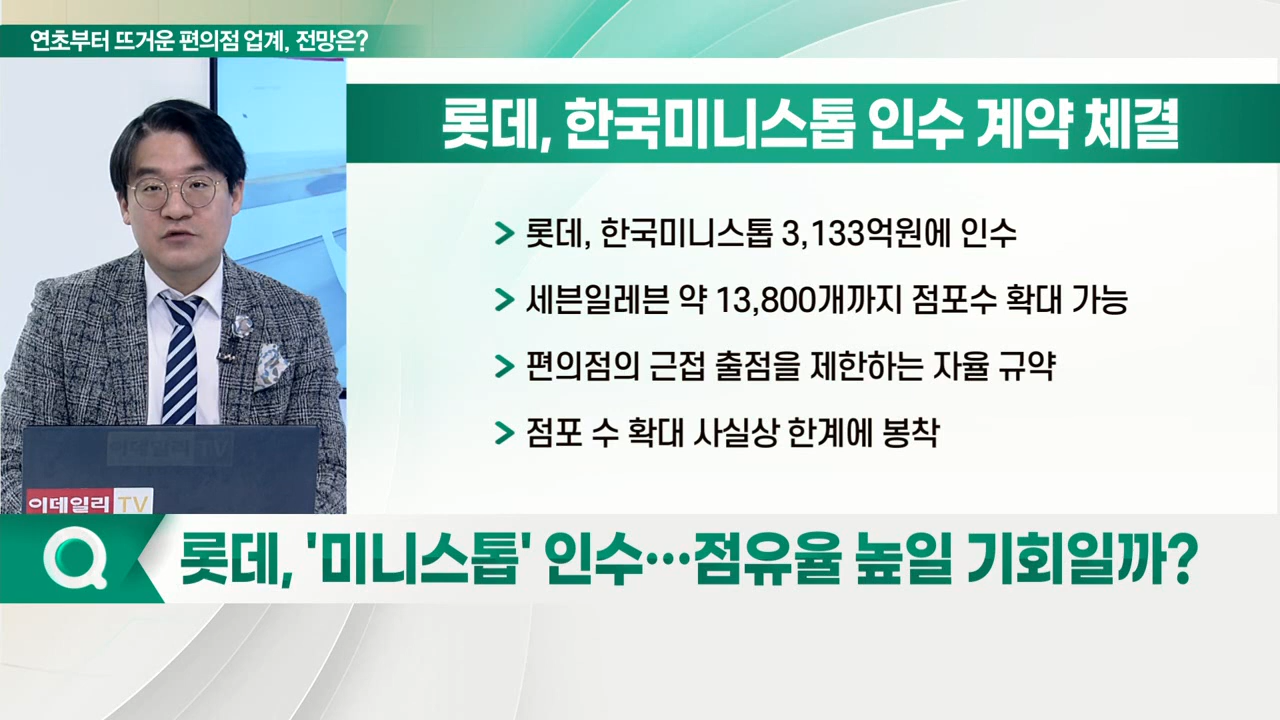 연초부터 뜨거운 편의점 업계, 전망은?
롯데, 한국미니스톱 인수 계약 체결
> 롯데, 한국미니스톱 3,133억원에 인수
> 세븐일레븐 약 13,800개까지 점포수 확대 가능
> 편의점의 근접 출점을 제한하는 자율 규약
> 점포 수 확대 사실상 한계에 봉착
이데일리 TV
이데일리 TV
Q 롯데, '미니스톱' 인수…점유율 높일 기회일까?